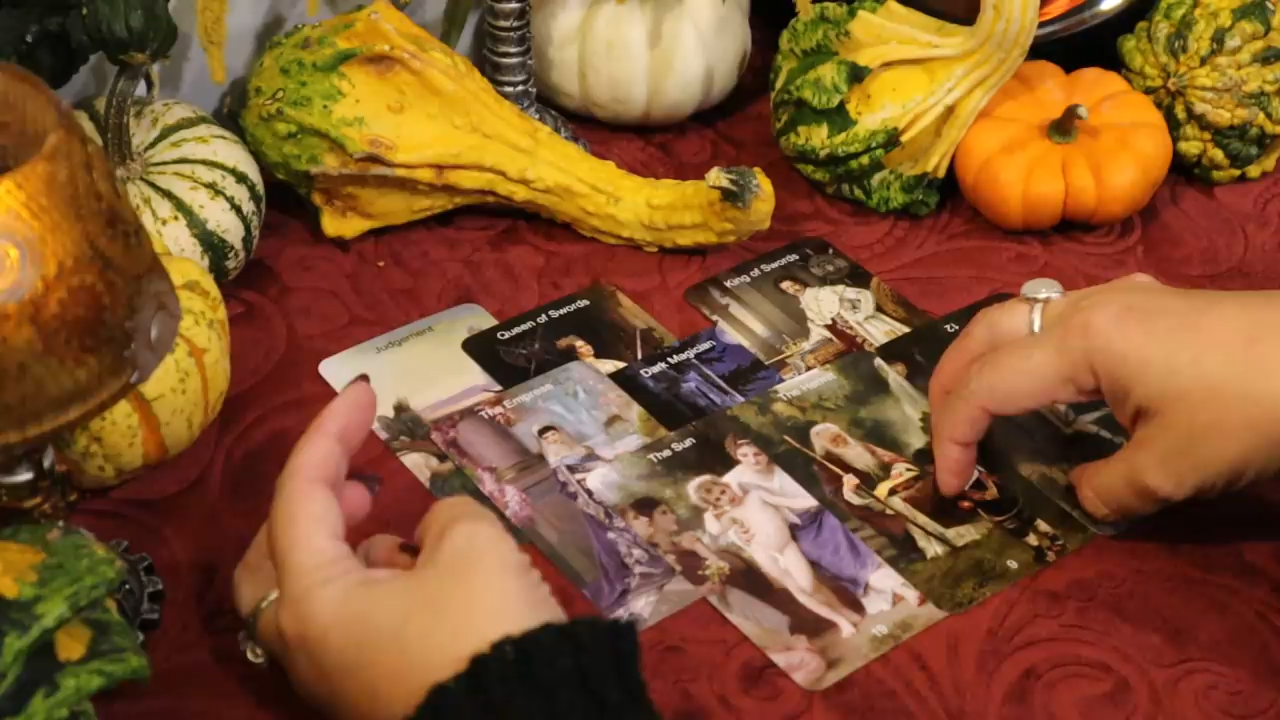 Judgement
Queen of Swords
King of Swords
Dark Magician
The Empress
The Sun
The Hermit
12
9
19